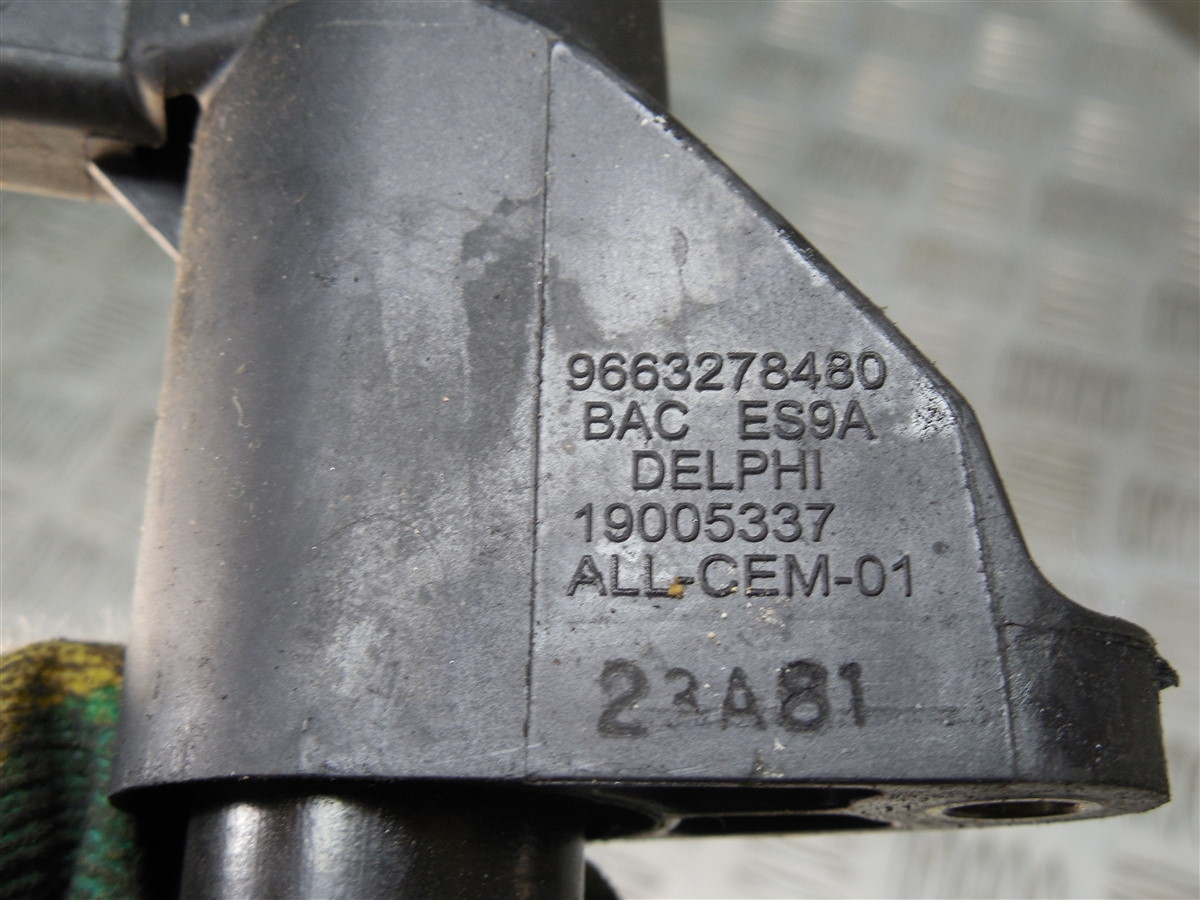 9663278480
BAC ES9A
DELPHI
19005337
ALL-CEM-01
23A81